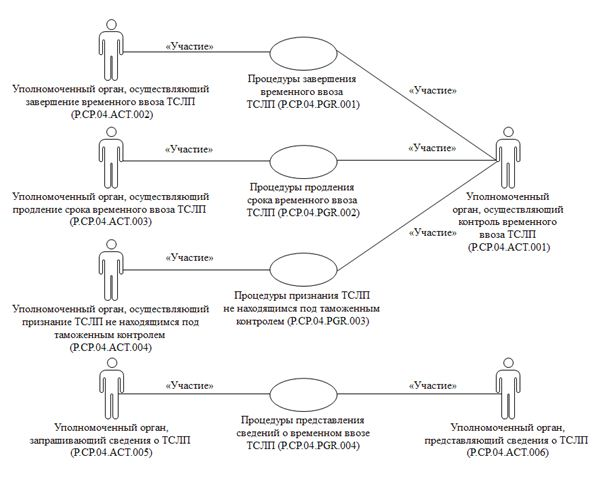 «Участие»
«Участие»
Уполномоченный орган, осуществляющий
завершение временного ввоза ТСЛП
(P.CP.04.ACT.002)
Процедуры завершения
временного ввоза
ТСЛП (P.CP.04.PGR.001)
«Участие»
«Участие»
Уполномоченный орган, осуществляющий
продление срока временного ввоза ТСЛП
(P.CP.04.ACT.003)
Процедуры продления
срока временного ввоза
ТСЛП (P.CP.04.PGR.002)
Уполномоченный
орган, осуществляющий
контроль временного
ввоза ТСЛП
(P.CP.04.ACT.001)
«Участие»
«Участие»
Уполномоченный орган, осуществляющий
признание ТСЛП не находящимся под
таможенным контролем
(P.CP.04.ACT.004)
Процедуры признания ТСЛП
не находящимся под таможенным
контролем (P.CP.04.PGR.003)
«Участие»
«Участие»
Уполномоченный орган,
запрашивающий сведения о ТСЛП
(P.CP.04.ACT.005)
Процедуры представления
сведений о временном ввозе
ТСЛП (P.CP.04.PGR.004)
Уполномоченный орган,
представляющий сведения о ТСЛП
(P.CP.04.ACT.006)